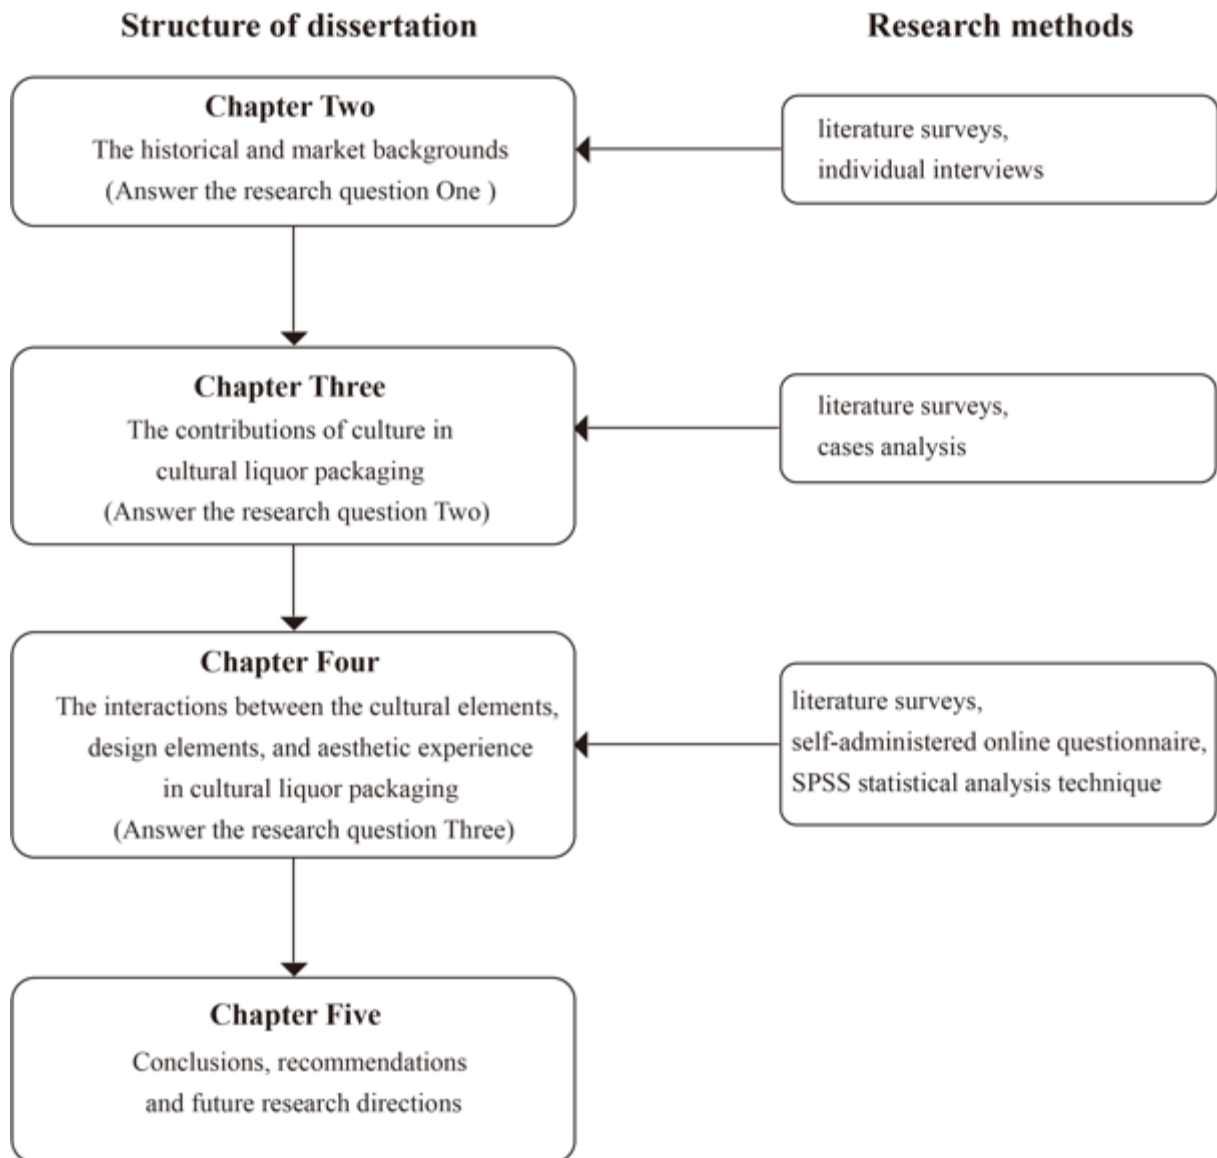 Structure of dissertation
Research methods
Chapter Two
The historical and market backgrounds
(Answer the research question One )
literature surveys,
individual interviews
Chapter Three
The contributions of culture in
cultural liquor packaging
(Answer the research question Two)
literature surveys,
cases analysis
Chapter Four
The interactions between the cultural elements,
design elements, and aesthetic experience
in cultural liquor packaging
(Answer the research question Three)
literature surveys,
self-administered online questionnaire,
SPSS statistical analysis technique
Chapter Five
Conclusions, recommendations
and future research directions